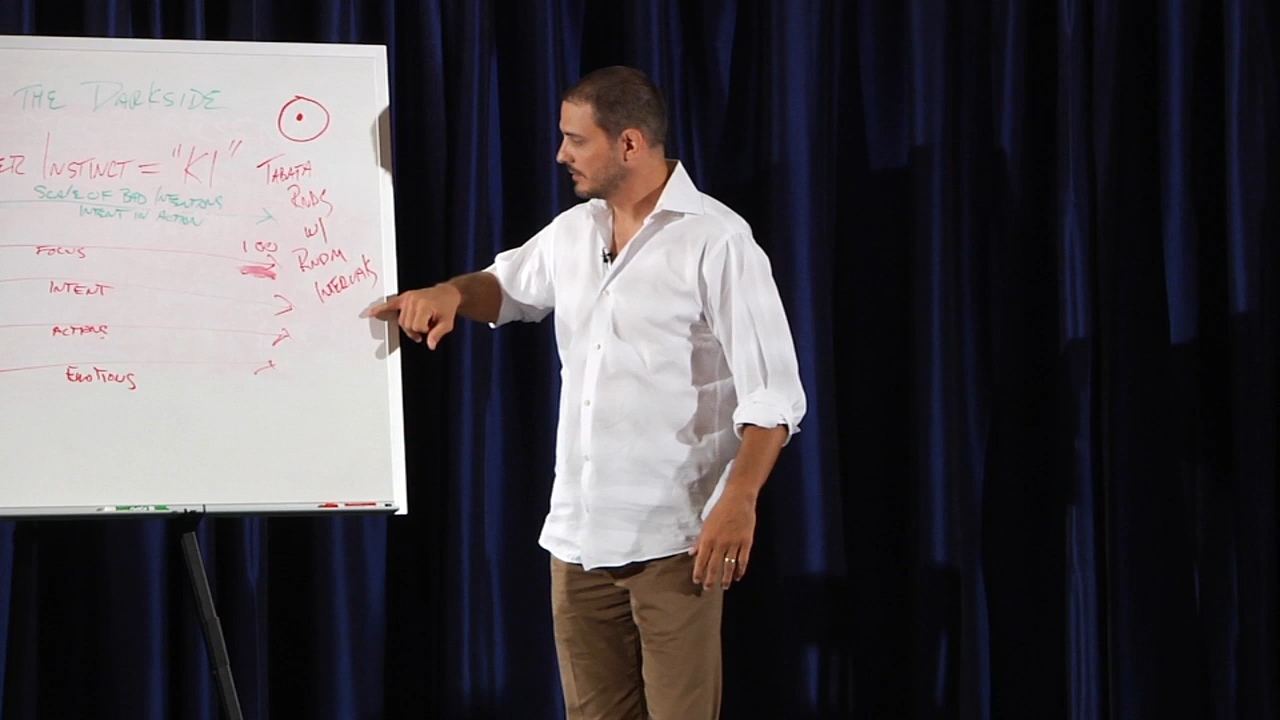 THE DARKSIDE
INSTINCT = "KI"
SCALE OF BAD INTENTIONS
INTENT IN ACTION
FOCUS
100
INTENT
ACTIONS
EMOTIONS
TABATA
RNDS
W/
RNDM
INTERVALS